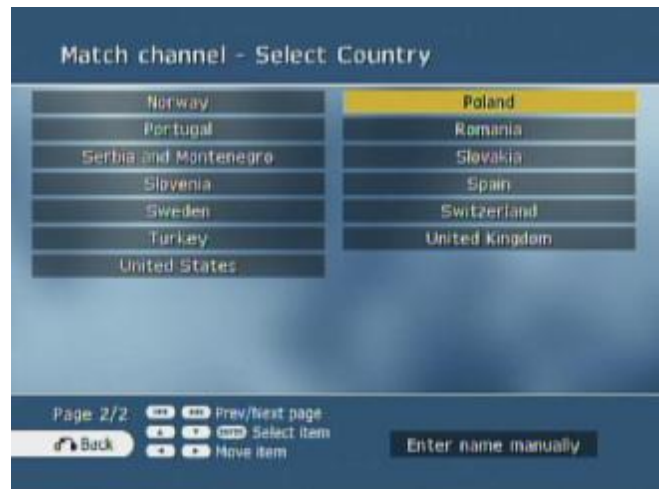 Match channel - Select Country
Norway Poland
Portugal Romania
Serbia and Montenegro Slovakia
Slovenia Spain
Sweden Switzerland
Turkey United Kingdom
United States
Page 2/2 Prev/Next page
Select item
Back Move item
Enter name manually